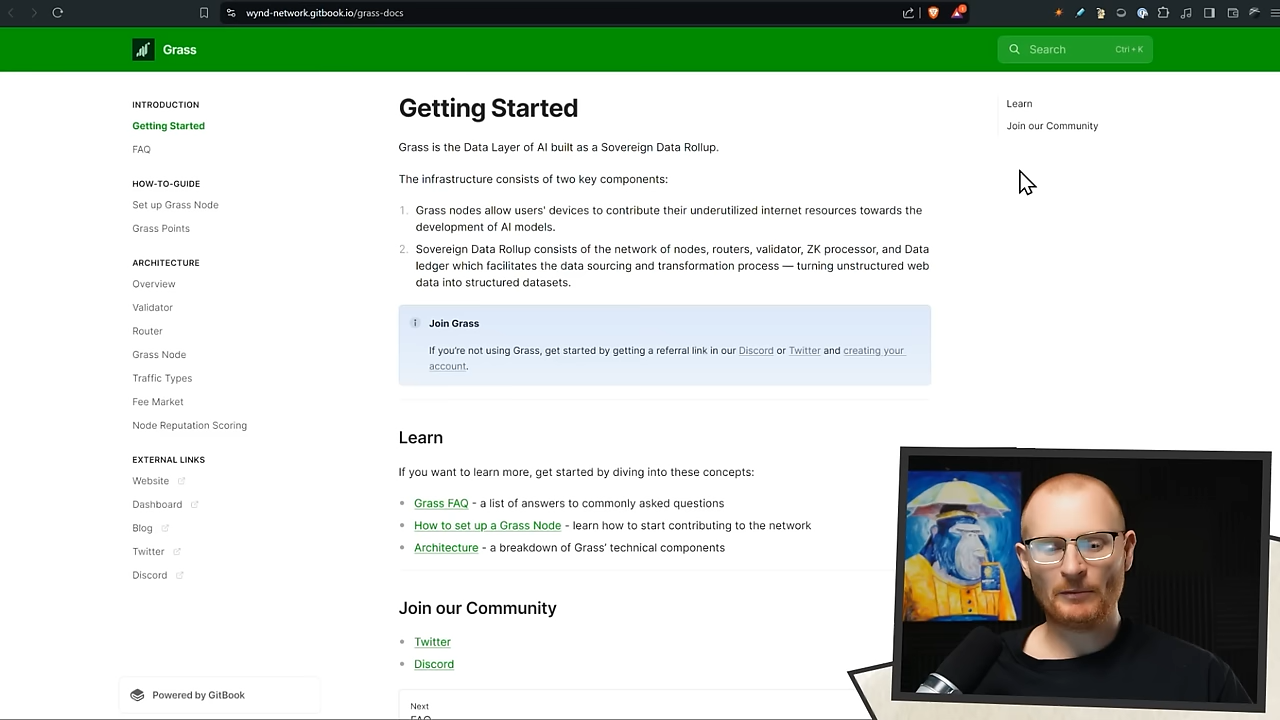 wynd-network.gitbook.io/grass-docs
Grass
Search
Ctrl + K
INTRODUCTION
Getting Started
FAQ
HOW-TO-GUIDE
Set up Grass Node
Grass Points
ARCHITECTURE
Overview
Validator
Router
Grass Node
Traffic Types
Fee Market
Node Reputation Scoring
EXTERNAL LINKS
Website
Dashboard
Blog
Twitter
Discord
Powered by GitBook
Getting Started
Grass is the Data Layer of AI built as a Sovereign Data Rollup.
The infrastructure consists of two key components:
1. Grass nodes allow users' devices to contribute their underutilized internet resources towards the
development of AI models.
2. Sovereign Data Rollup consists of the network of nodes, routers, validator, ZK processor, and Data
ledger which facilitates the data sourcing and transformation process — turning unstructured web
data into structured datasets.
Join Grass
If you're not using Grass, get started by getting a referral link in our Discord or Twitter and creating your
account.
Learn
If you want to learn more, get started by diving into these concepts:
Grass FAQ - a list of answers to commonly asked questions
How to set up a Grass Node - learn how to start contributing to the network
Architecture - a breakdown of Grass' technical components
Join our Community
Twitter
Discord
Next
FAQ
Learn
Join our Community